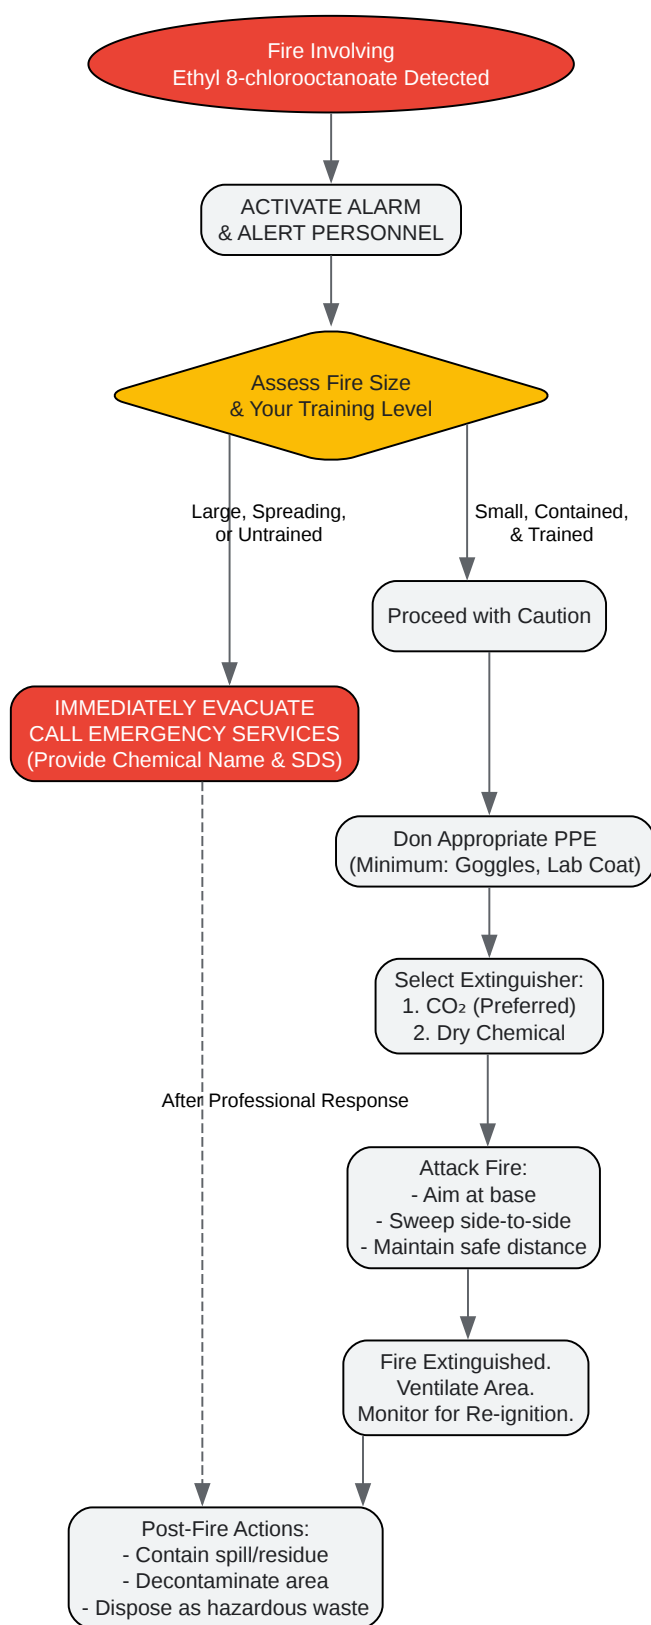 Fire Involving
Ethyl 8-chlorooctanoate Detected
ACTIVATE ALARM
& ALERT PERSONNEL
Assess Fire Size
& Your Training Level
Large, Spreading,
or Untrained
Small, Contained,
& Trained
Proceed with Caution
IMMEDIATELY EVACUATE
CALL EMERGENCY SERVICES
(Provide Chemical Name & SDS)
Don Appropriate PPE
(Minimum: Goggles, Lab Coat)
Select Extinguisher:
1. CO₂ (Preferred)
2. Dry Chemical
After Professional Response
Attack Fire:
- Aim at base
- Sweep side-to-side
- Maintain safe distance
Fire Extinguished.
Ventilate Area.
Monitor for Re-ignition.
Post-Fire Actions:
- Contain spill/residue
- Decontaminate area
- Dispose as hazardous waste